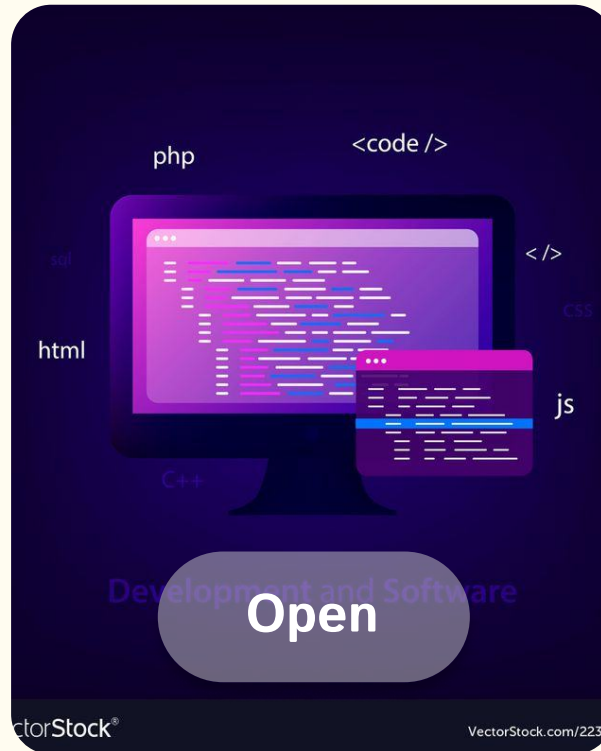 <code />
php
</>
sql
css
html
js
C++
Development and Software
Open
ctorStock®
VectorStock.com/223